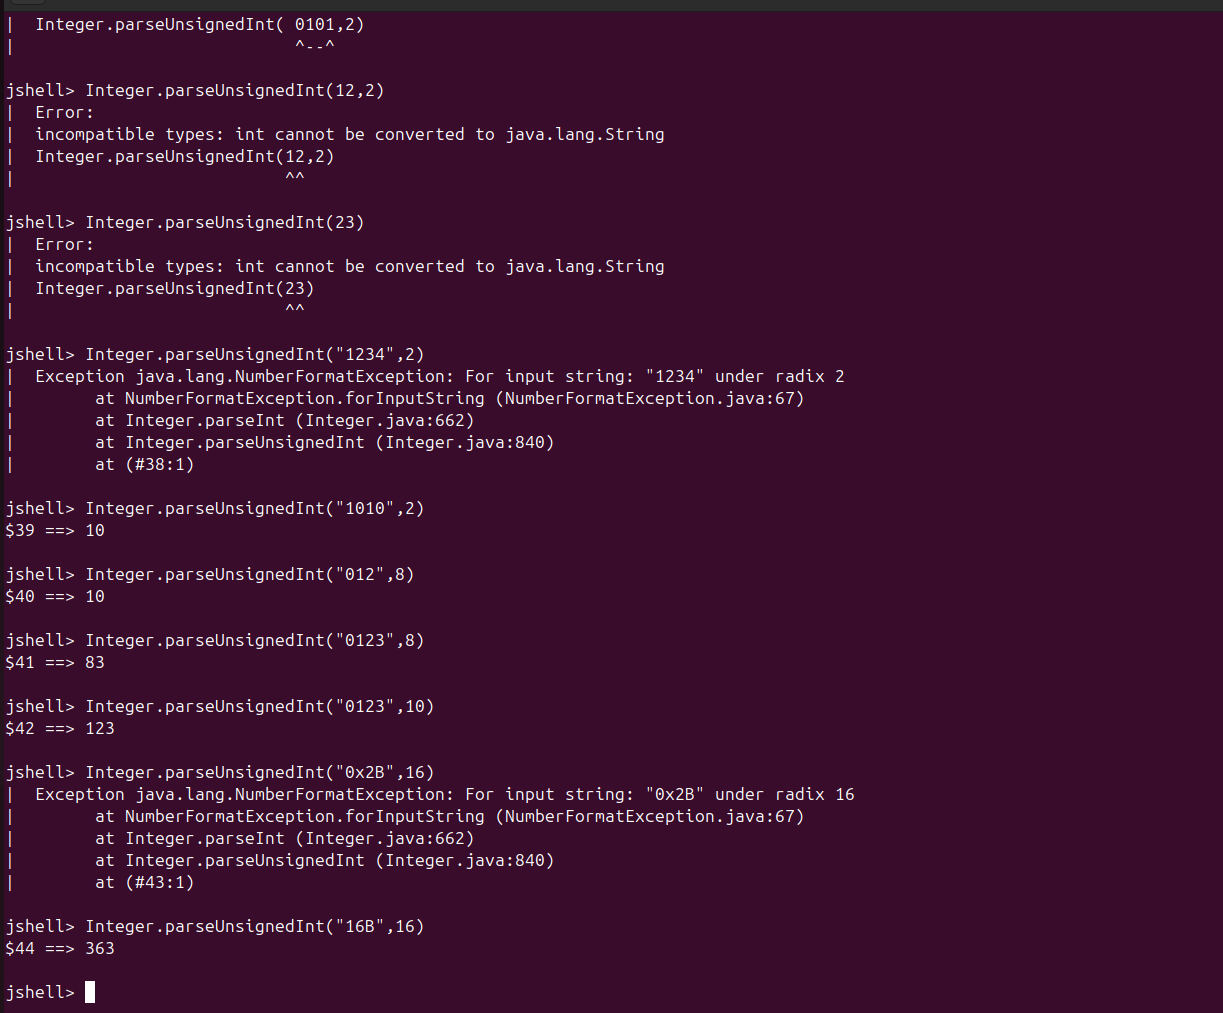 |  Integer.parseUnsignedInt( 0101,2)
|                            ^--^
jshell> Integer.parseUnsignedInt(12,2)
|  Error:
|  incompatible types: int cannot be converted to java.lang.String
|  Integer.parseUnsignedInt(12,2)
|                           ^^
jshell> Integer.parseUnsignedInt(23)
|  Error:
|  incompatible types: int cannot be converted to java.lang.String
|  Integer.parseUnsignedInt(23)
|                           ^^
jshell> Integer.parseUnsignedInt("1234",2)
|  Exception java.lang.NumberFormatException: For input string: "1234" under radix 2
|        at NumberFormatException.forInputString (NumberFormatException.java:67)
|        at Integer.parseInt (Integer.java:662)
|        at Integer.parseUnsignedInt (Integer.java:840)
|        at (#38:1)
jshell> Integer.parseUnsignedInt("1010",2)
$39 ==> 10
jshell> Integer.parseUnsignedInt("012",8)
$40 ==> 10
jshell> Integer.parseUnsignedInt("0123",8)
$41 ==> 83
jshell> Integer.parseUnsignedInt("0123",10)
$42 ==> 123
jshell> Integer.parseUnsignedInt("0x2B",16)
|  Exception java.lang.NumberFormatException: For input string: "0x2B" under radix 16
|        at NumberFormatException.forInputString (NumberFormatException.java:67)
|        at Integer.parseInt (Integer.java:662)
|        at Integer.parseUnsignedInt (Integer.java:840)
|        at (#43:1)
jshell> Integer.parseUnsignedInt("16B",16)
$44 ==> 363
jshell>